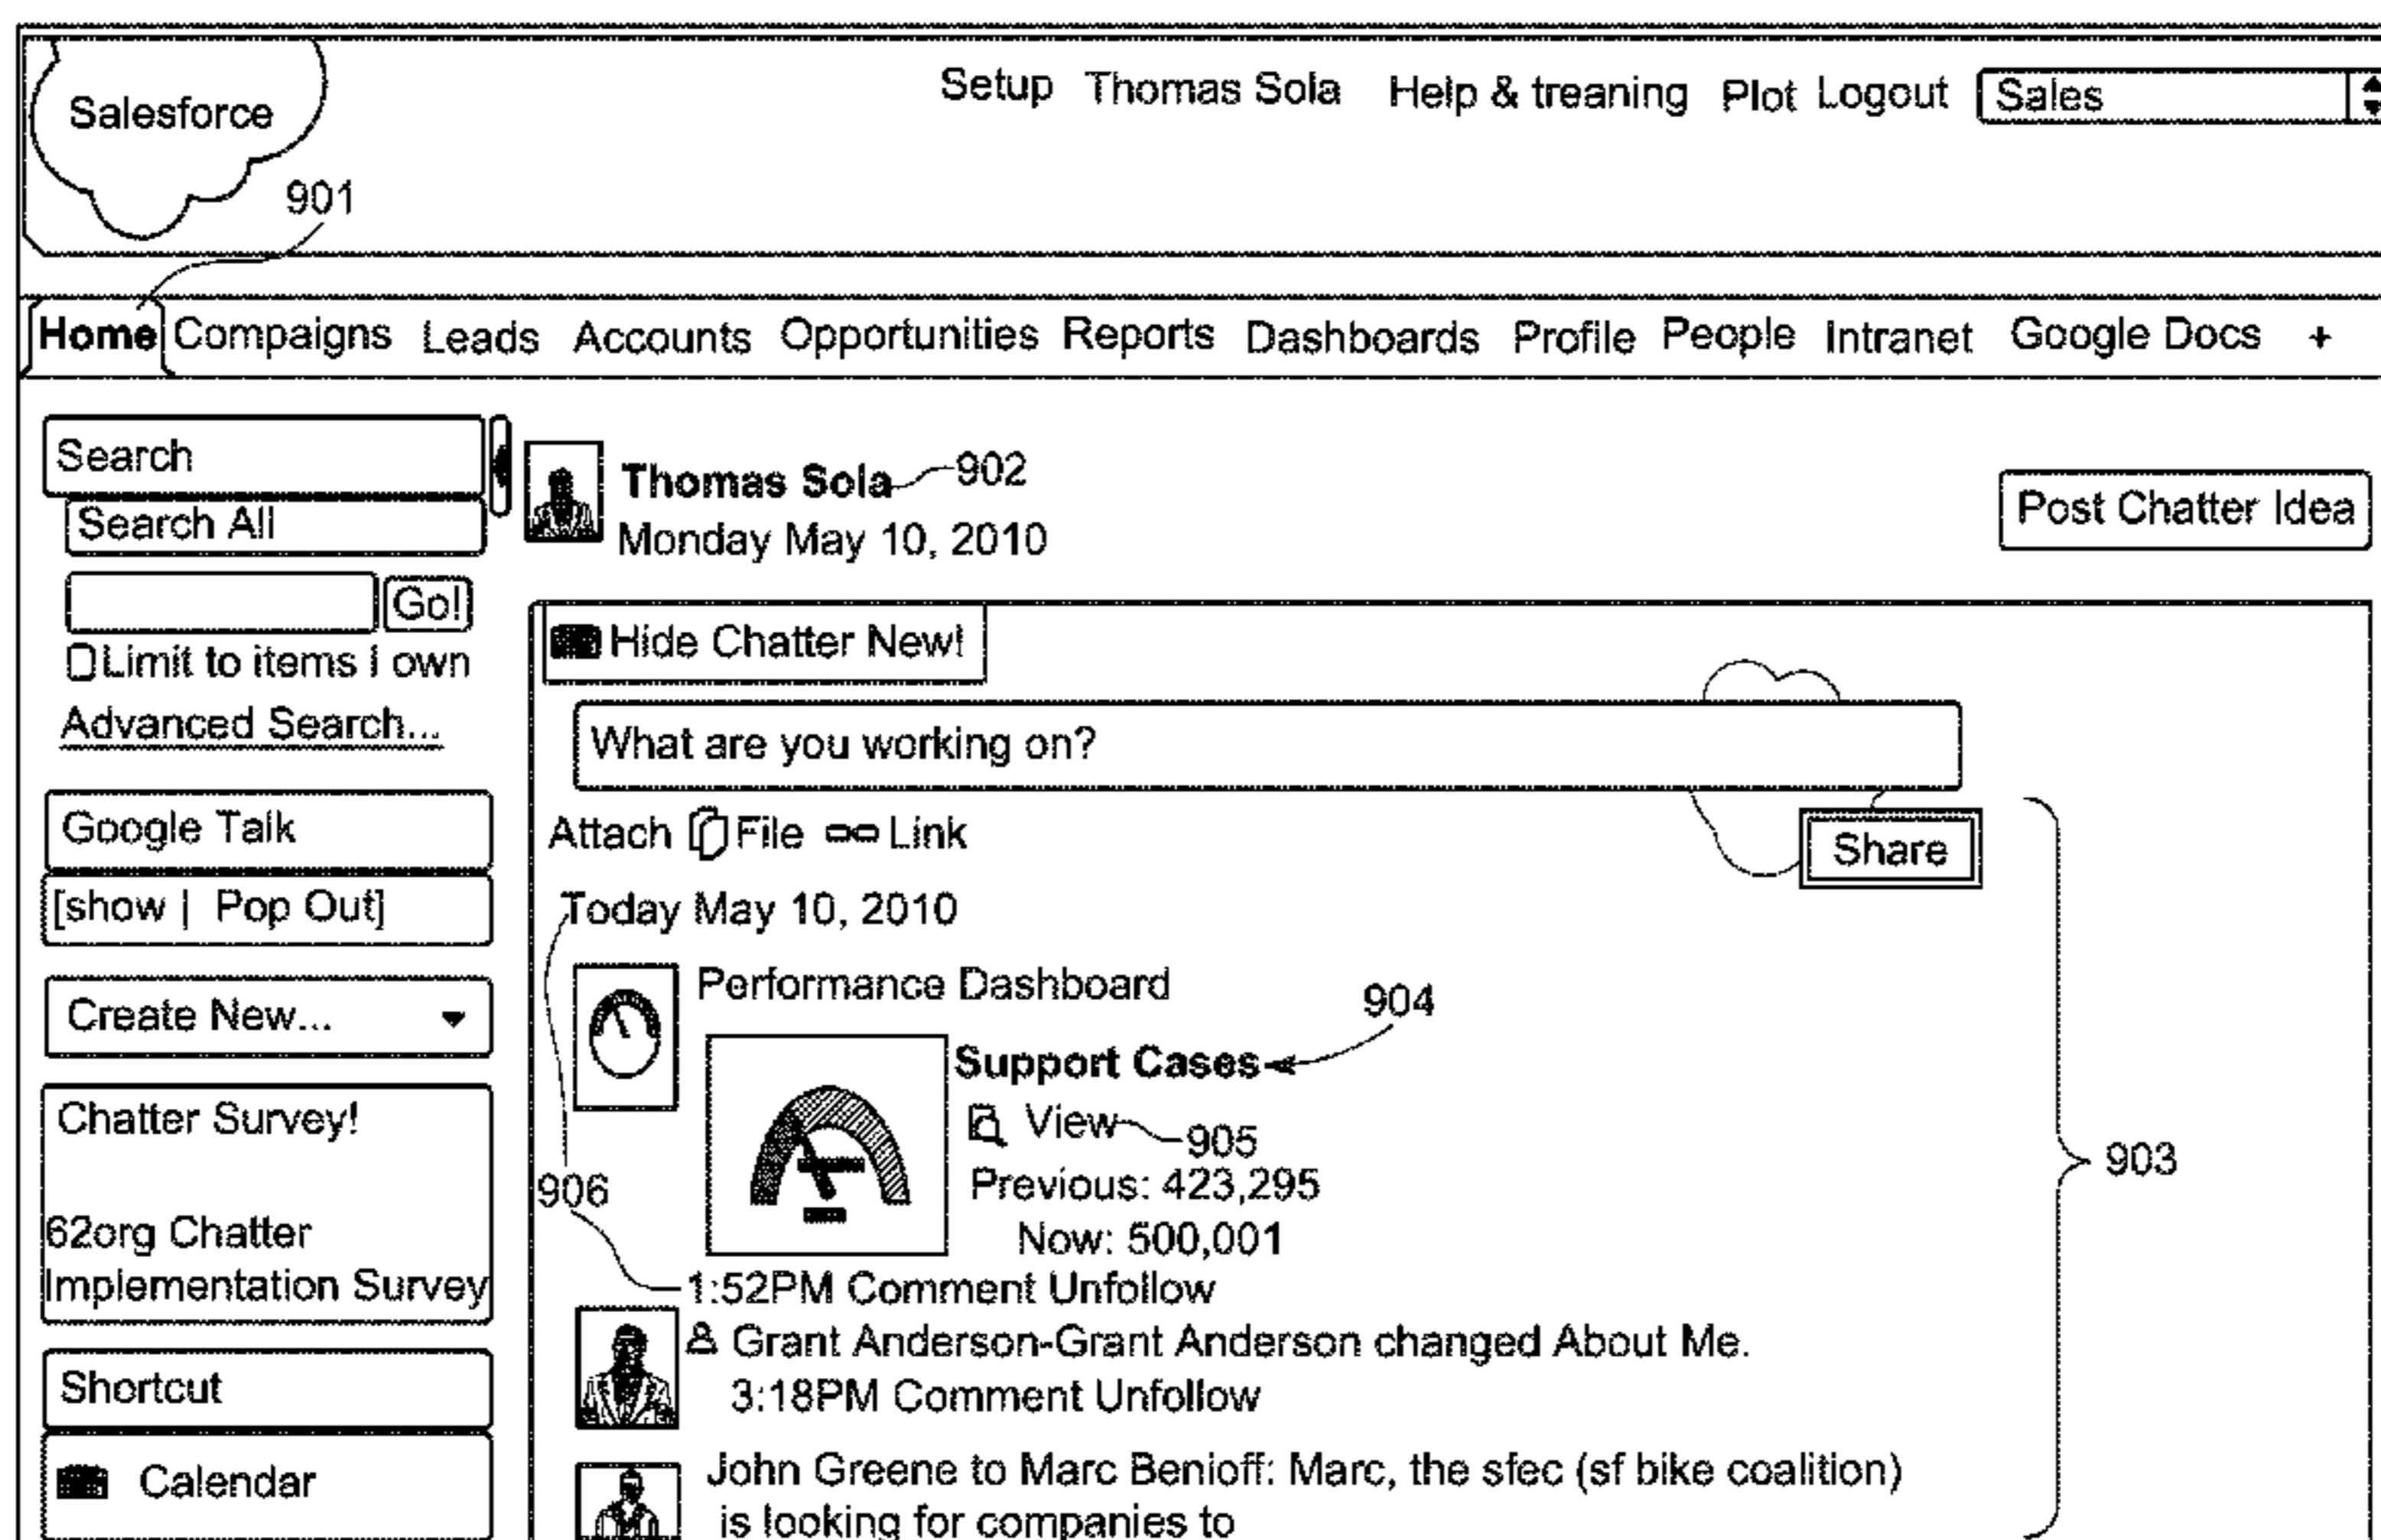 Setup Thomas Sola Help & treaning Plot Logout Sales
Salesforce
901
Home Compaigns Leads Accounts Opportunities Reports Dashboards Profile People Intranet Google Docs +
Search
Search All
Go!
Limit to items I own
Advanced Search...
Google Talk
[show | Pop Out]
Create New...
Chatter Survey!
62org Chatter
Implementation Survey
Shortcut
Calendar
Thomas Sola 902
Monday May 10, 2010
Post Chatter Idea
Hide Chatter New!
What are you working on?
Attach File Link
Share
Today May 10, 2010
Performance Dashboard
904
Support Cases
View 905
903
Previous: 423,295
906
Now: 500,001
1:52PM Comment Unfollow
Grant Anderson-Grant Anderson changed About Me.
3:18PM Comment Unfollow
John Greene to Marc Benioff: Marc, the sfec (sf bike coalition)
is looking for companies to